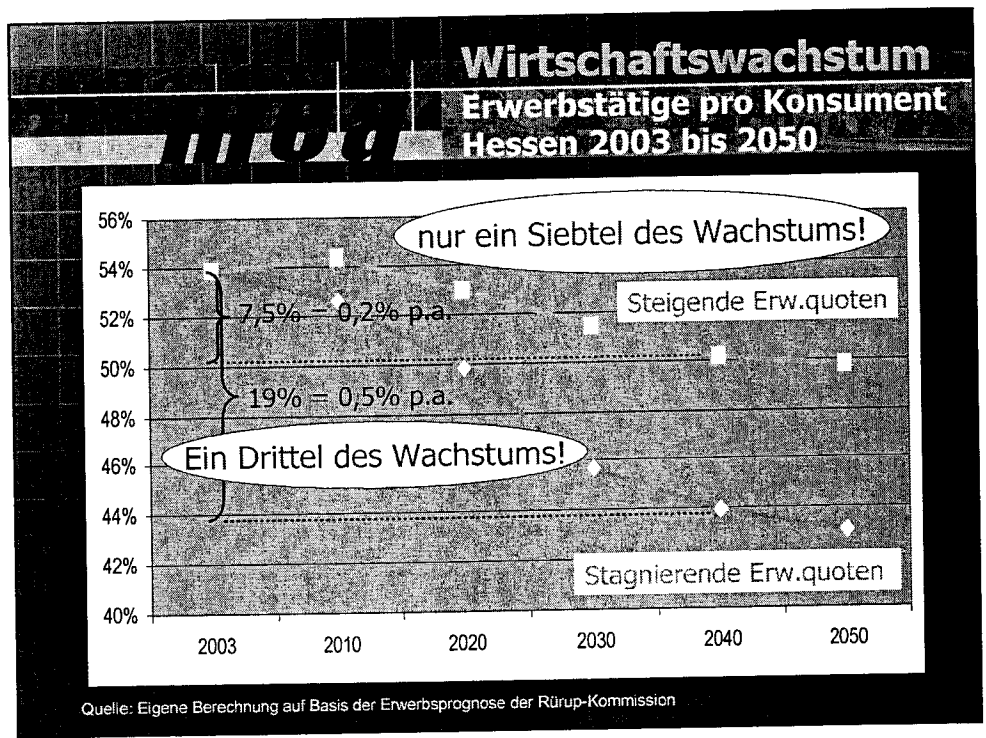 Wirtschaftswachstum
Erwerbstätige pro Konsument
Hessen 2003 bis 2050
mea
nur ein Siebtel des Wachstums!
Steigende Erw.quoten
7,5% = 0,2% p.a.
19% = 0,5% p.a.
Ein Drittel des Wachstums!
Stagnierende Erw.quoten
56%
54%
52%
50%
48%
46%
44%
42%
40%
2003 2010 2020 2030 2040 2050
Quelle: Eigene Berechnung auf Basis der Erwerbsprognose der Rürup-Kommission